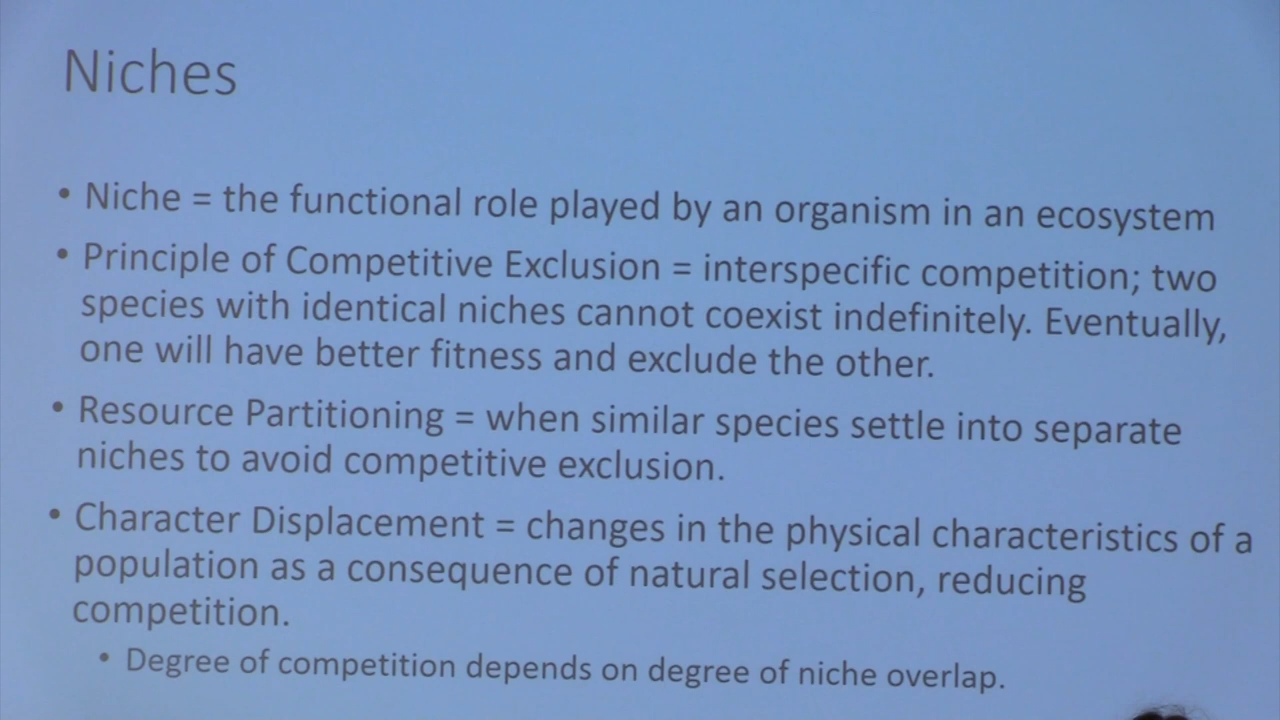 Niches
• Niche = the functional role played by an organism in an ecosystem
• Principle of Competitive Exclusion = interspecific competition; two
species with identical niches cannot coexist indefinitely. Eventually,
one will have better fitness and exclude the other.
• Resource Partitioning = when similar species settle into separate
niches to avoid competitive exclusion.
• Character Displacement = changes in the physical characteristics of a
population as a consequence of natural selection, reducing
competition.
• Degree of competition depends on degree of niche overlap.